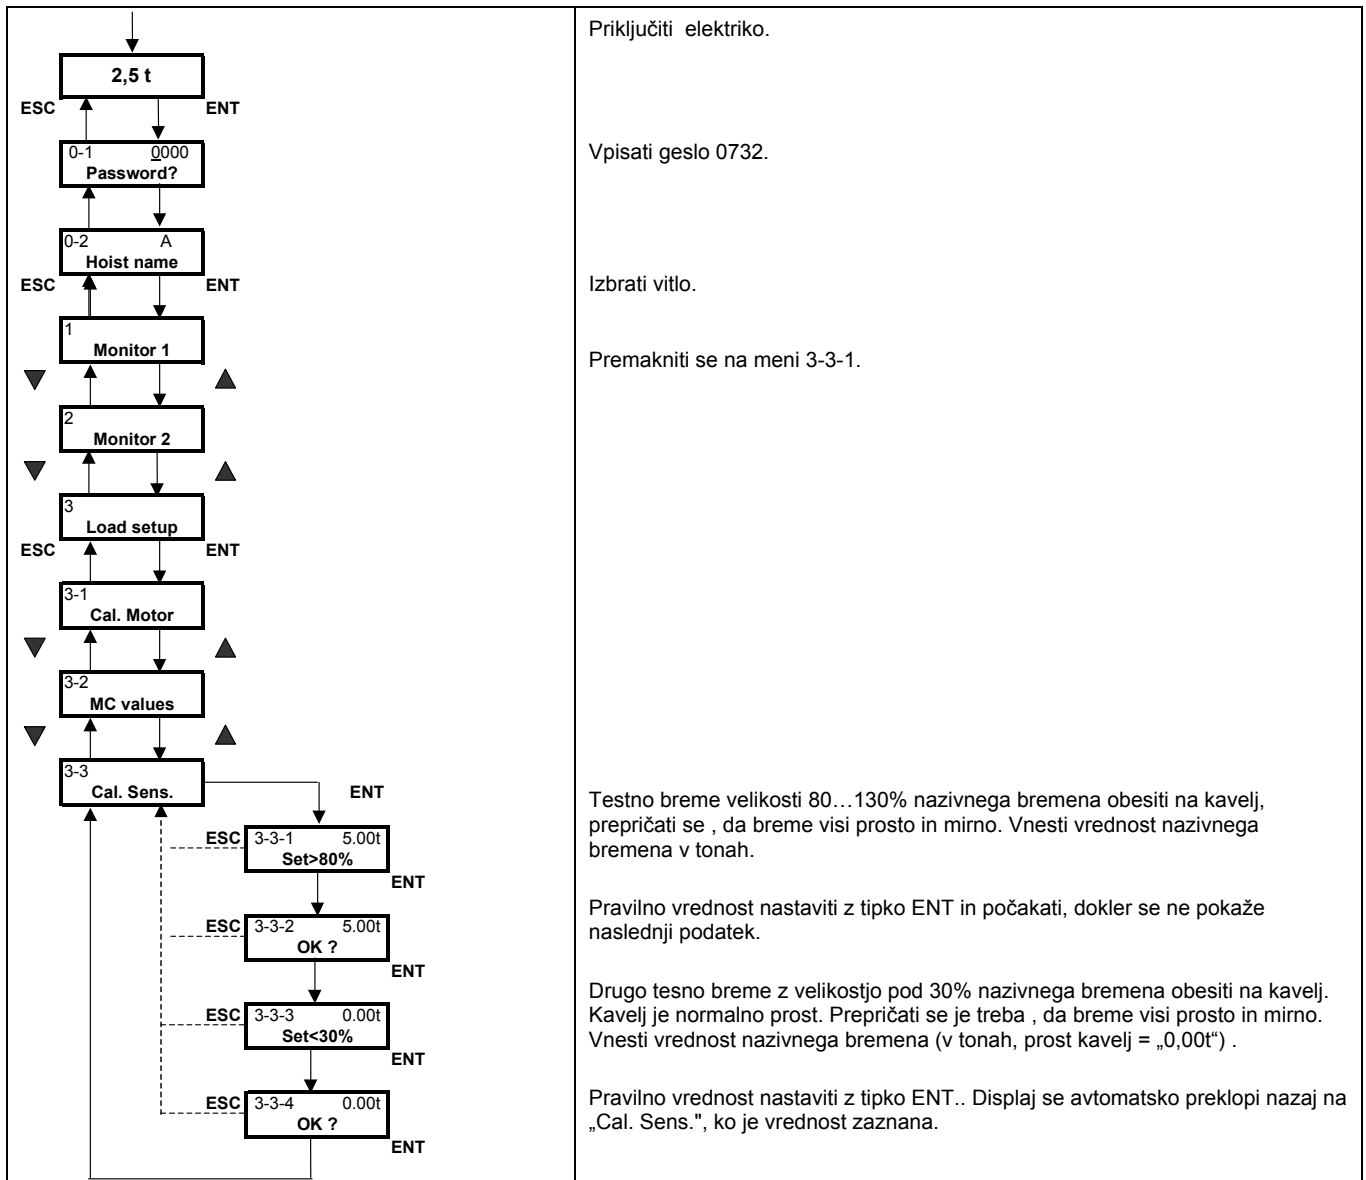 Priključiti  elektriko.
2,5 t
ESC
ENT
0-1 0000
Password?
Vpisati geslo 0732.
0-2 A
Hoist name
ESC
ENT
Izbrati vitlo.
1
Monitor 1
Premakniti se na meni 3-3-1.
2
Monitor 2
3
Load setup
ESC
ENT
3-1
Cal. Motor
3-2
MC values
3-3
Cal. Sens.
ENT
Testno breme velikosti 80…130% nazivnega bremena obesiti na kavelj,
prepričati se , da breme visi prosto in mirno. Vnesti vrednost nazivnega
bremena v tonah.
ESC
3-3-1 5.00t
Set>80%
ENT
Pravilno vrednost nastaviti z tipko ENT in počakati, dokler se ne pokaže
naslednji podatek.
ESC
3-3-2 5.00t
OK ?
ENT
Drugo tesno breme z velikostjo pod 30% nazivnega bremena obesiti na kavelj.
Kavelj je normalno prost. Prepričati se je treba , da breme visi prosto in mirno.
Vnesti vrednost nazivnega bremena (v tonah, prost kavelj = „0,00t“) .
ESC
3-3-3 0.00t
Set<30%
ENT
Pravilno vrednost nastaviti z tipko ENT.. Displaj se avtomatsko preklopi nazaj na
„Cal. Sens.", ko je vrednost zaznana.
ESC
3-3-4 0.00t
OK ?
ENT